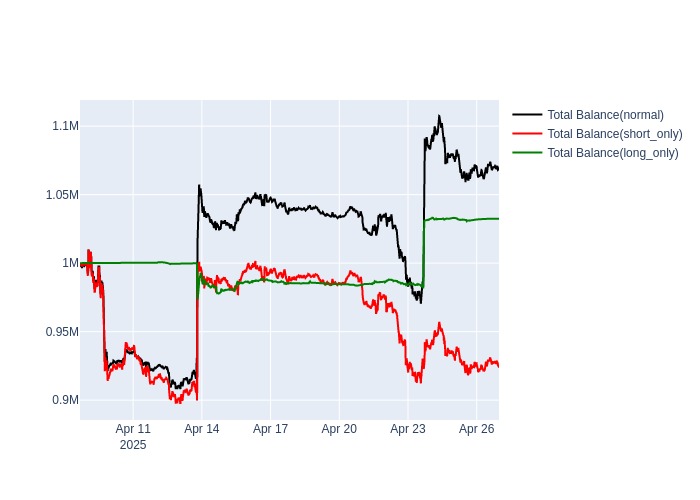 1.1M
1.05M
1M
0.95M
0.9M
Apr 11
2025
Apr 14
Apr 17
Apr 20
Apr 23
Apr 26
Total Balance(normal)
Total Balance(short_only)
Total Balance(long_only)